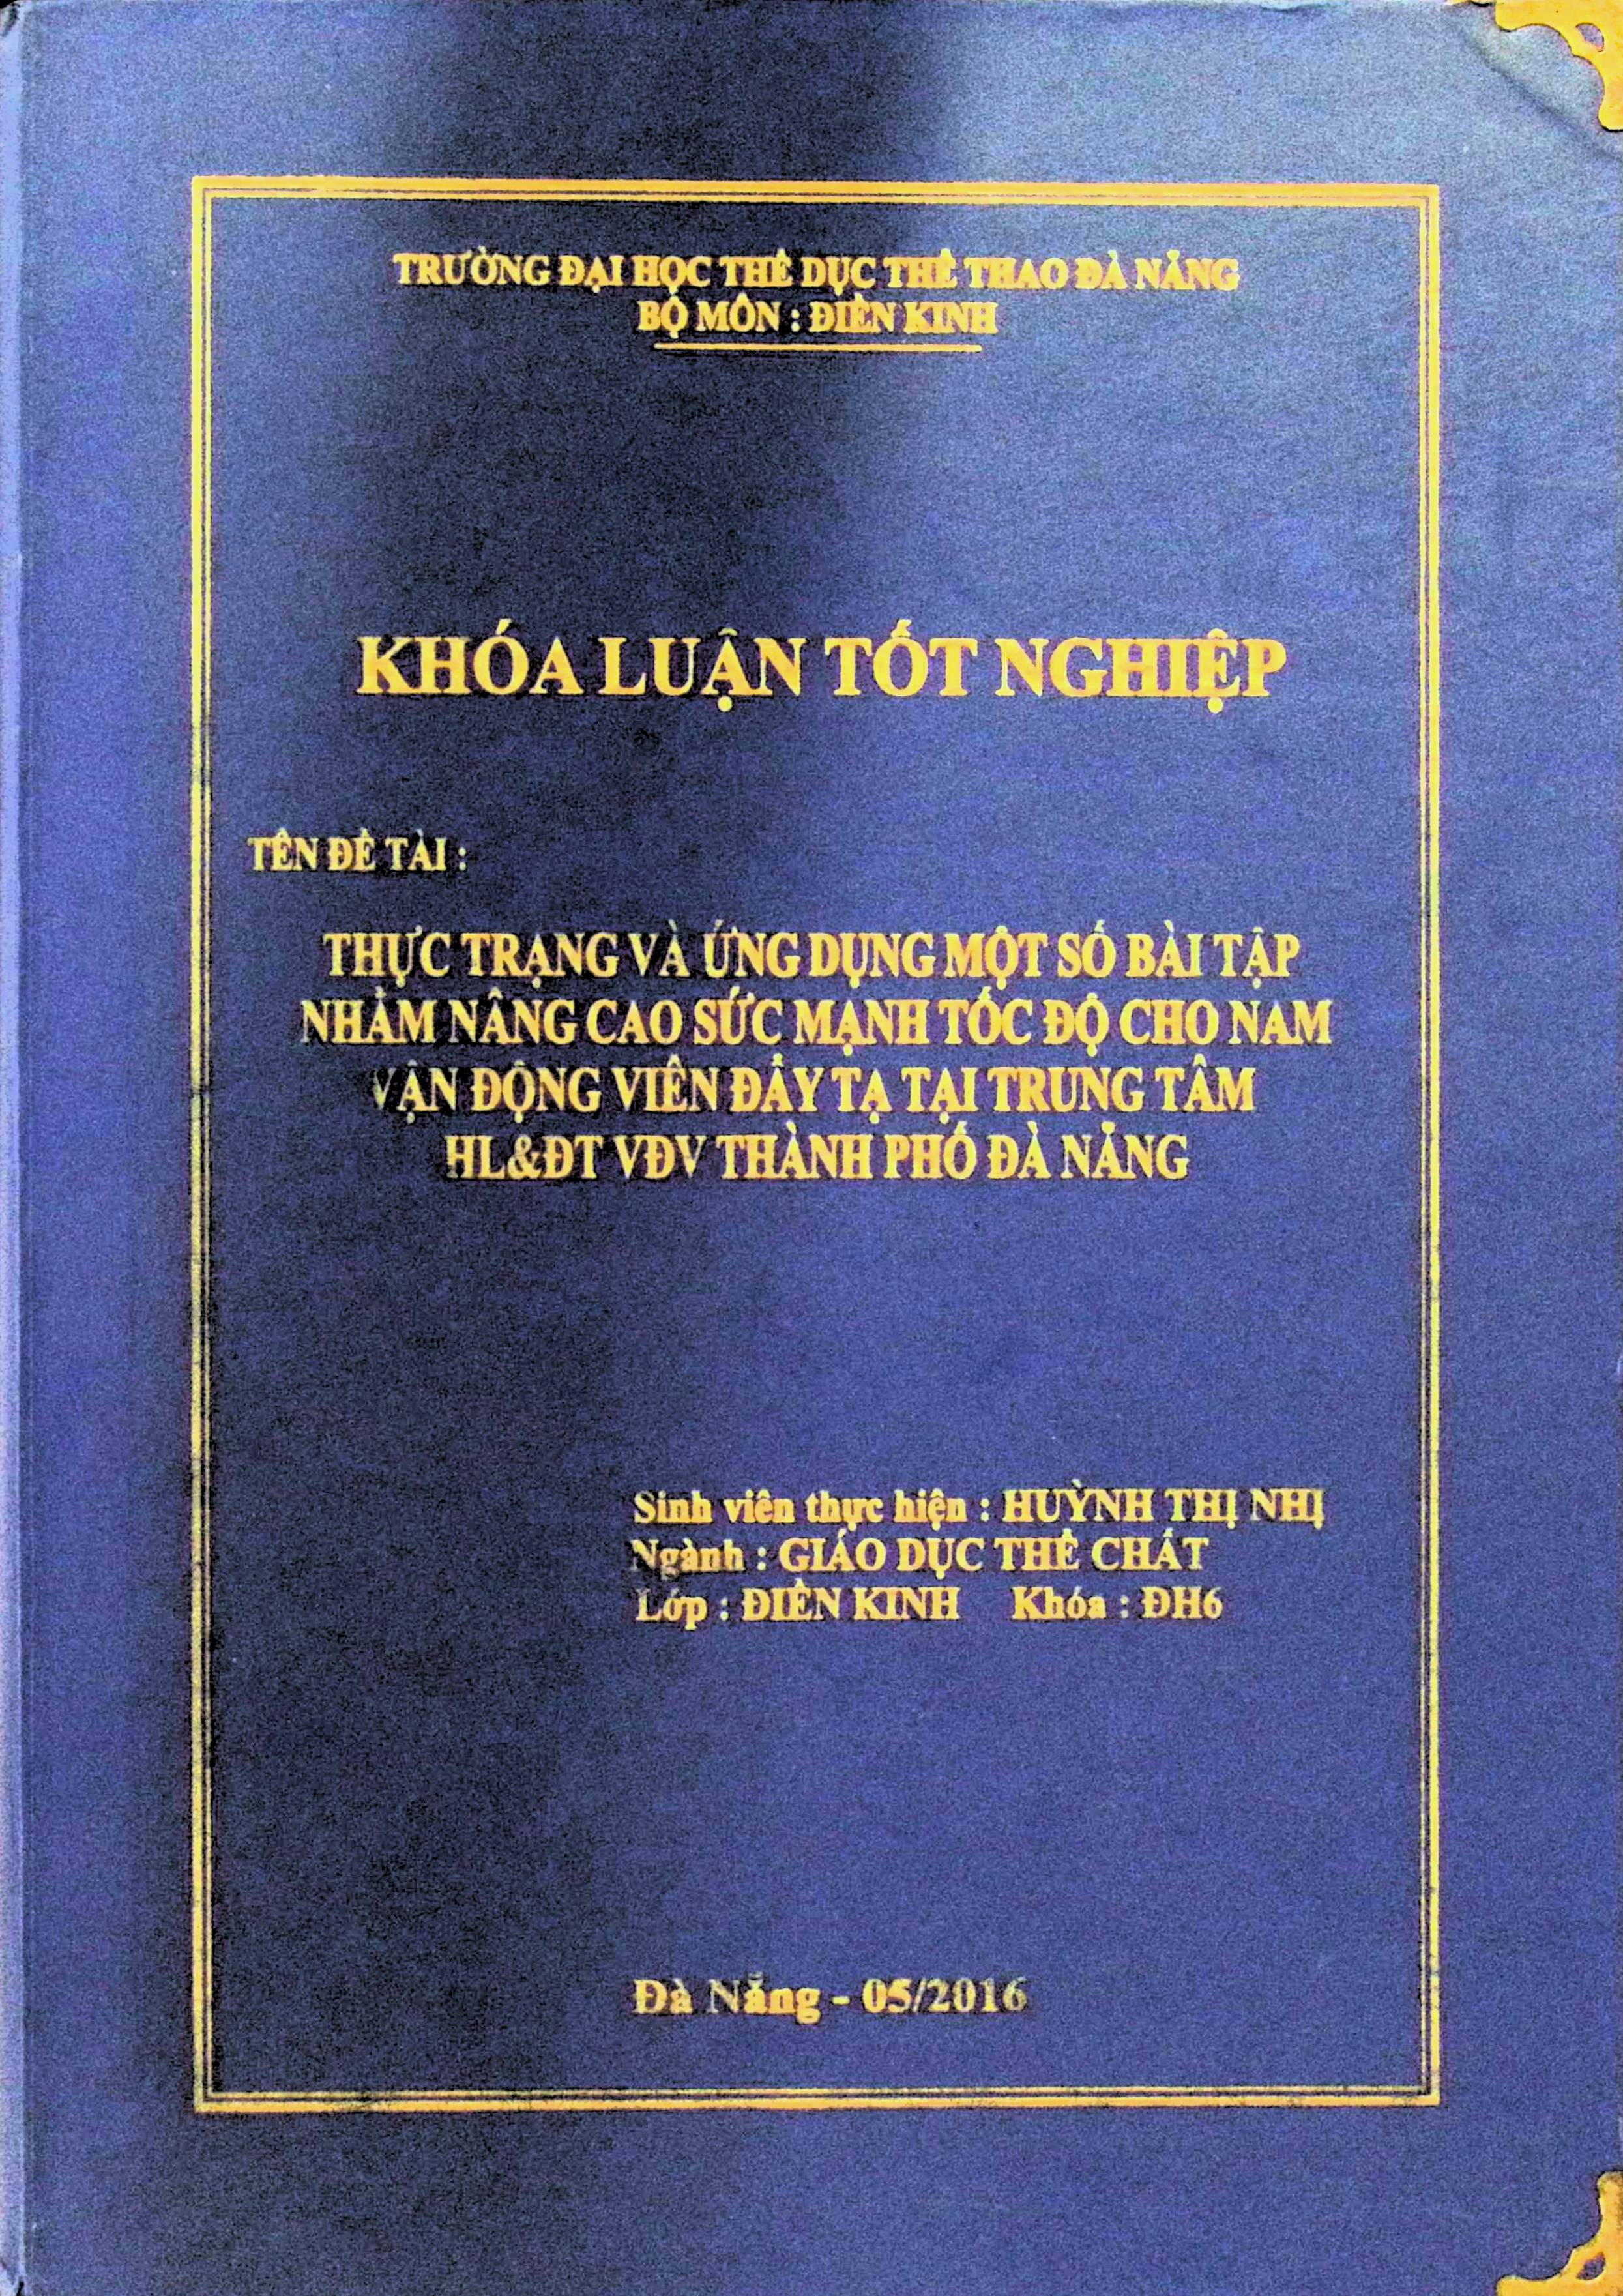 TRƯỜNG ĐẠI HỌC THỂ DỤC THỂ THAO ĐÀ NẴNG
BỘ MÔN : ĐIỀN KINH
KHÓA LUẬN TỐT NGHIỆP
TÊN ĐỀ TÀI :
THỰC TRẠNG VÀ ỨNG DỤNG MỘT SỐ BÀI TẬP
NHẰM NÂNG CAO SỨC MẠNH TỐC ĐỘ CHO NAM
VẬN ĐỘNG VIÊN ĐẨY TẠ TẠI TRUNG TÂM
HL&ĐT VĐV THÀNH PHỐ ĐÀ NẴNG
Sinh viên thực hiện : HUỲNH THỊ NHỊ
Ngành : GIÁO DỤC THỂ CHẤT
Lớp : ĐIỀN KINH Khóa : ĐH6
Đà Nẵng - 05/2016